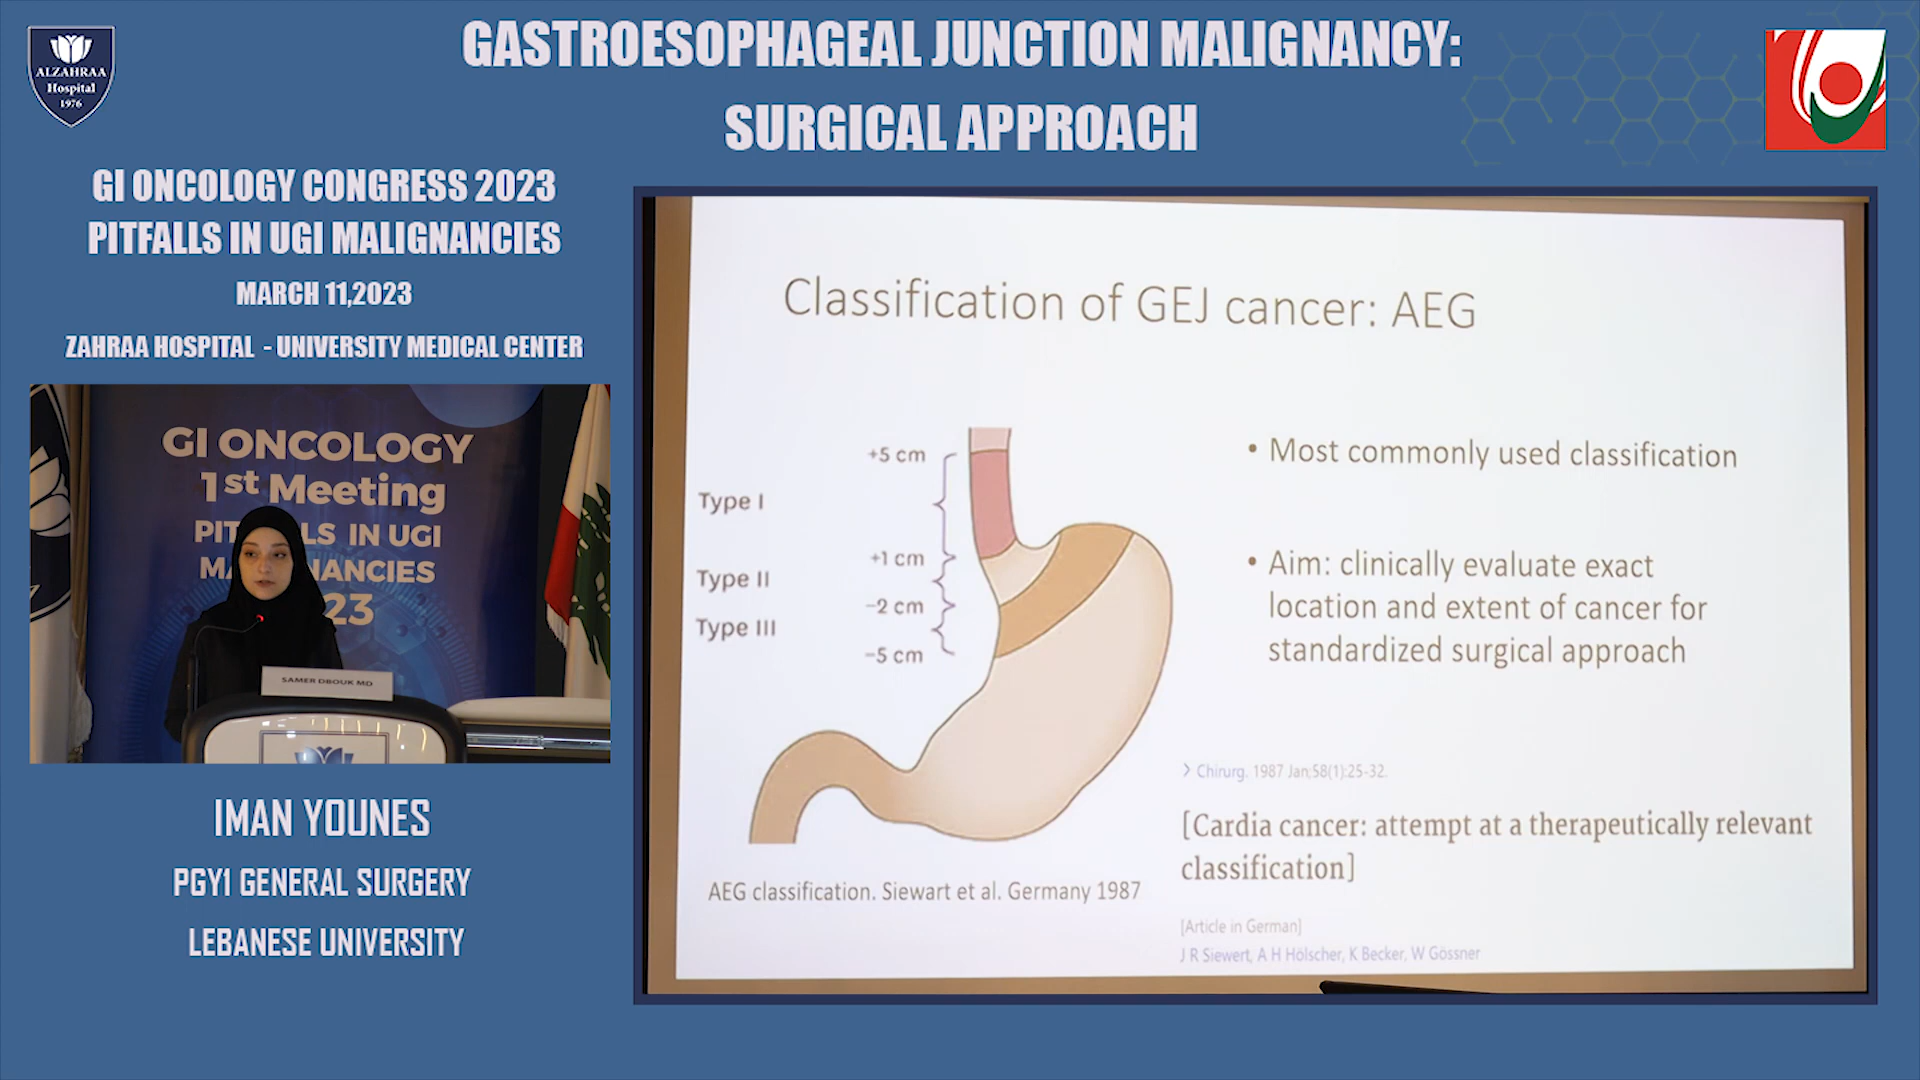 ALZAHRAA
Hospital
1976
GASTROESOPHAGEAL JUNCTION MALIGNANCY:
SURGICAL APPROACH
GI ONCOLOGY CONGRESS 2023
PITFALLS IN UGI MALIGNANCIES
MARCH 11,2023
ZAHRAA HOSPITAL - UNIVERSITY MEDICAL CENTER
GI ONCOLOGY
1st Meeting
IN UGI
23
SAMER DBOUK MD
IMAN YOUNES
PGY1 GENERAL SURGERY
LEBANESE UNIVERSITY
Classification of GEJ cancer: AEG
+5 cm
Type I
+1 cm
Type II
-2 cm
Type III
-5 cm
AEG classification. Siewart et al. Germany 1987
• Most commonly used classification
• Aim: clinically evaluate exact
location and extent of cancer for
standardized surgical approach
> Chirurg. 1987 Jan;58(1):25-32.
[Cardia cancer: attempt at a therapeutically relevant
classification]
[Article in German]
J R Siewert, A H Hölscher, K Becker, W Gössner